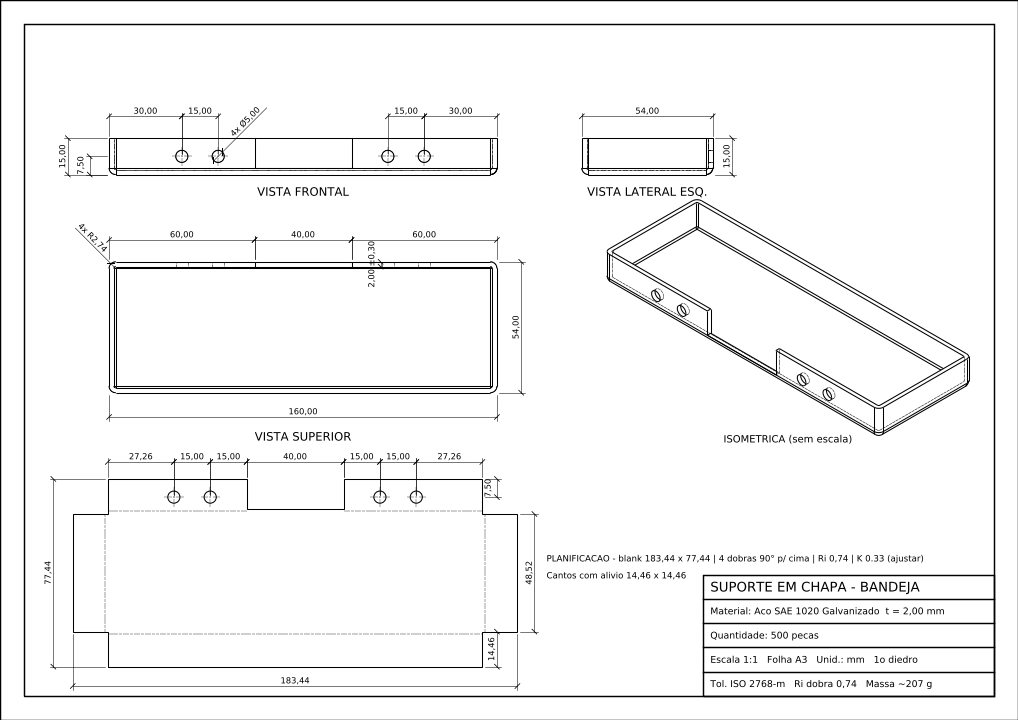 30,00 15,00 4x Ø5,00 15,00 30,00
15,00 7,50
VISTA FRONTAL
54,00
15,00
VISTA LATERAL ESQ.
4x R2,74
60,00 40,00 60,00
2,00 ±0,30
54,00
160,00
VISTA SUPERIOR
ISOMETRICA (sem escala)
27,26 15,00 15,00 40,00 15,00 15,00 27,26
7,50
77,44
48,52
14,46
183,44
PLANIFICACAO - blank 183,44 x 77,44 | 4 dobras 90° p/ cima | Ri 0,74 | K 0.33 (ajustar)
Cantos com alivio 14,46 x 14,46
SUPORTE EM CHAPA - BANDEJA
Material: Aco SAE 1020 Galvanizado t = 2,00 mm
Quantidade: 500 pecas
Escala 1:1 Folha A3 Unid.: mm 1o diedro
Tol. ISO 2768-m Ri dobra 0,74 Massa ~207 g